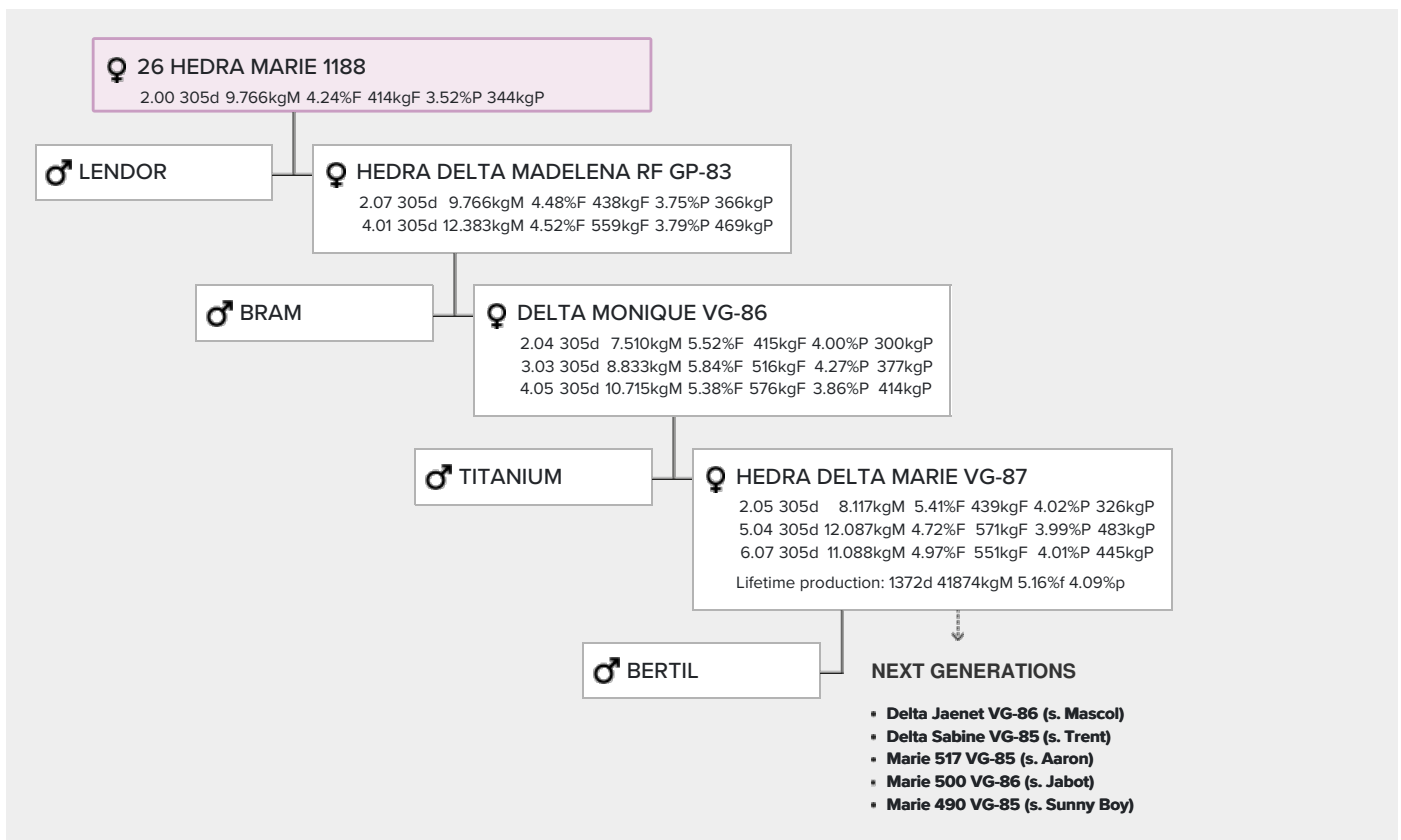 26 HEDRA MARIE 1188
2.00 305d 9.766kgM 4.24%F 414kgF 3.52%P 344kgP
LENDOR
HEDRA DELTA MADELENA RF GP-83
2.07 305d 9.766kgM 4.48%F 438kgF 3.75%P 366kgP
4.01 305d 12.383kgM 4.52%F 559kgF 3.79%P 469kgP
BRAM
DELTA MONIQUE VG-86
2.04 305d 7.510kgM 5.52%F 415kgF 4.00%P 300kgP
3.03 305d 8.833kgM 5.84%F 516kgF 4.27%P 377kgP
4.05 305d 10.715kgM 5.38%F 576kgF 3.86%P 414kgP
TITANIUM
HEDRA DELTA MARIE VG-87
2.05 305d 8.117kgM 5.41%F 439kgF 4.02%P 326kgP
5.04 305d 12.087kgM 4.72%F 571kgF 3.99%P 483kgP
6.07 305d 11.088kgM 4.97%F 551kgF 4.01%P 445kgP
Lifetime production: 1372d 41874kgM 5.16%f 4.09%p
BERTIL
NEXT GENERATIONS
• Delta Jaenet VG-86 (s. Mascol)
• Delta Sabine VG-85 (s. Trent)
• Marie 517 VG-85 (s. Aaron)
• Marie 500 VG-86 (s. Jabot)
• Marie 490 VG-85 (s. Sunny Boy)